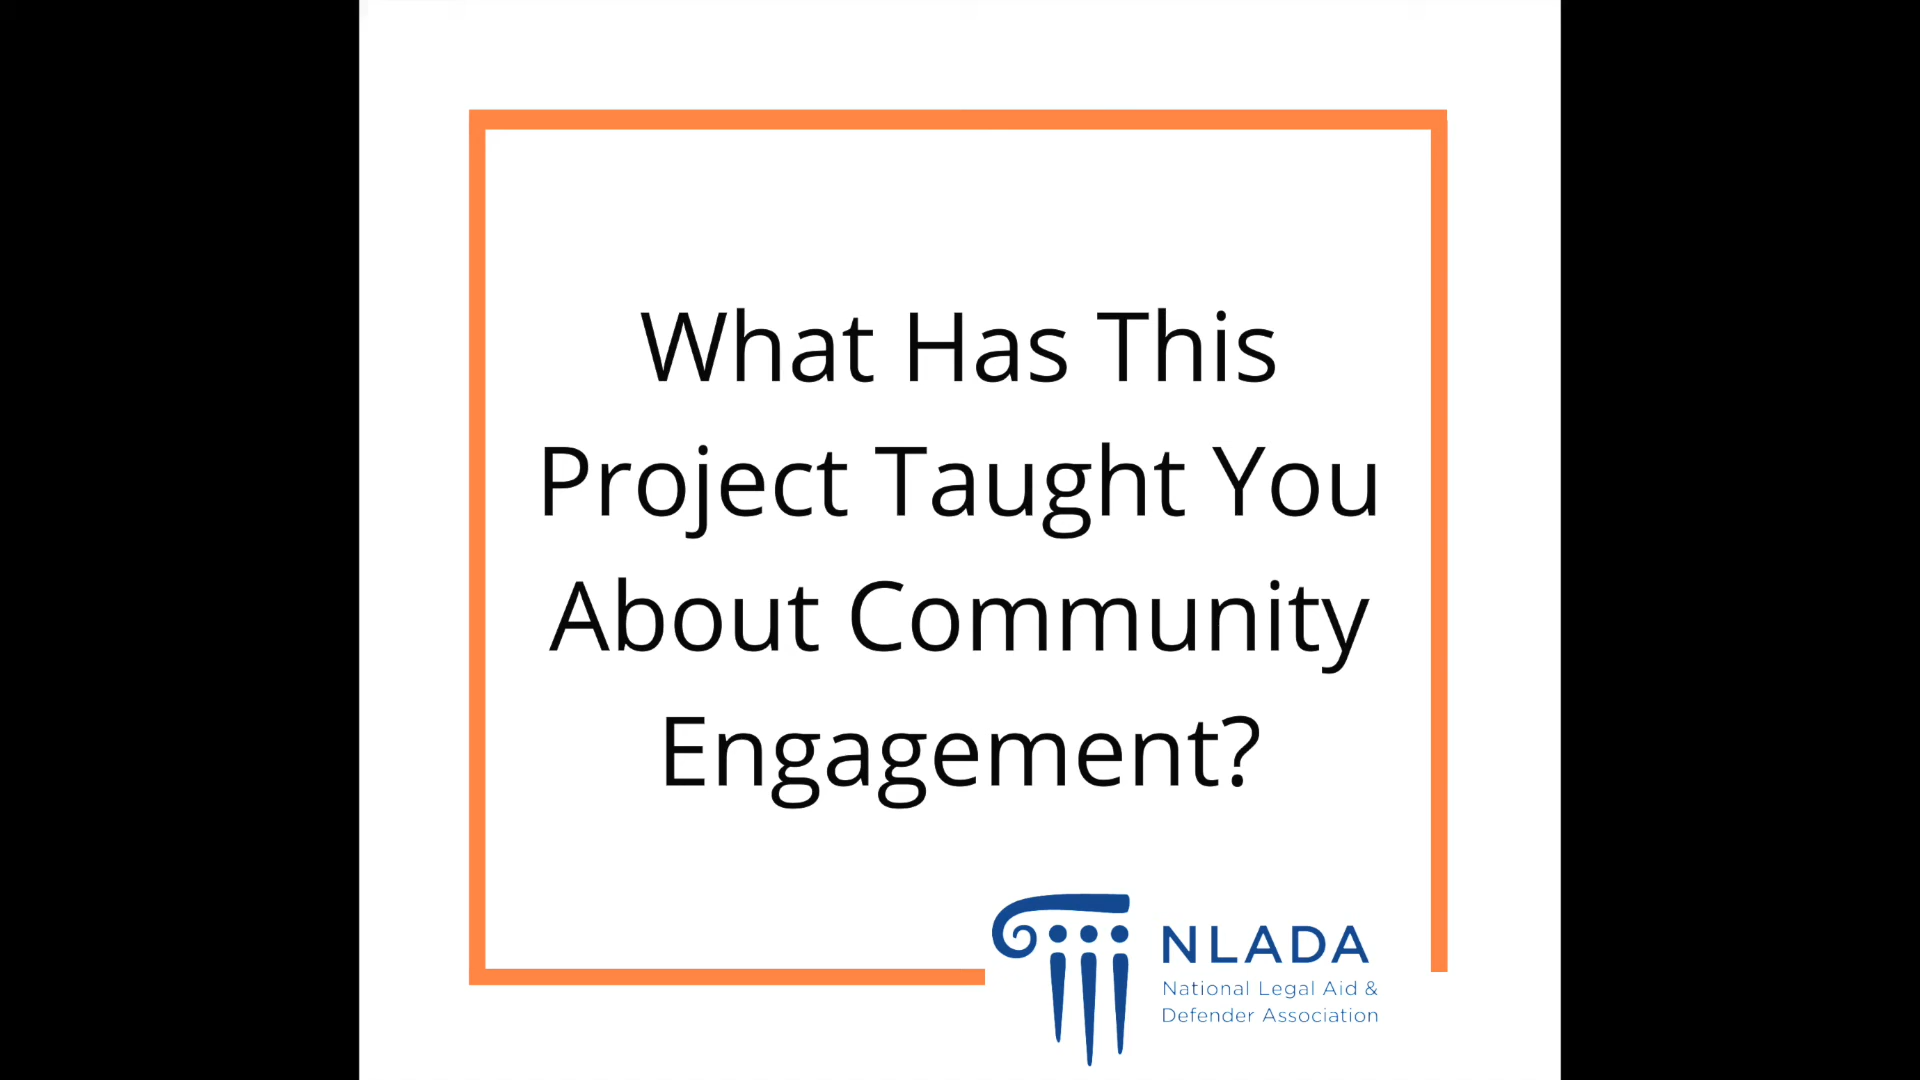 What Has This
Project Taught You
About Community
Engagement?
NLADA
National Legal Aid &
Defender Association